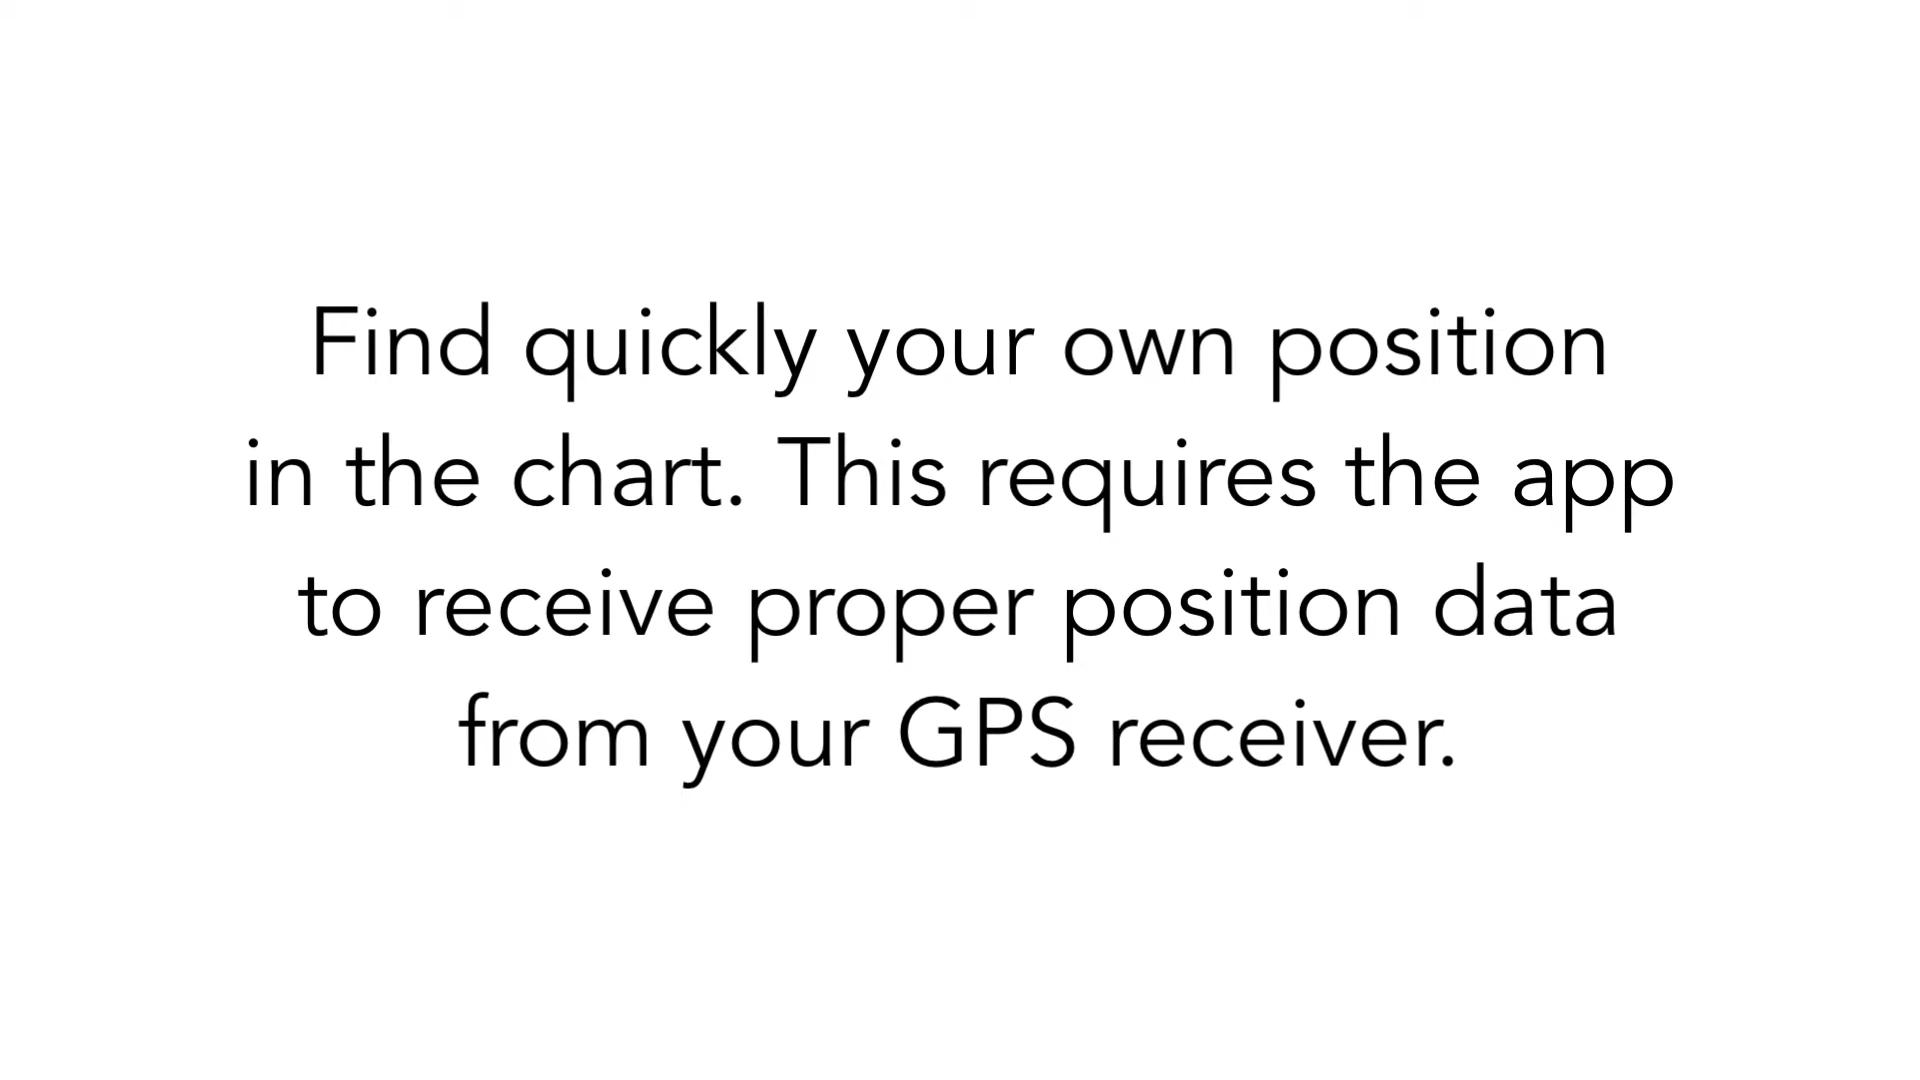 Find quickly your own position
in the chart. This requires the app
to receive proper position data
from your GPS receiver.